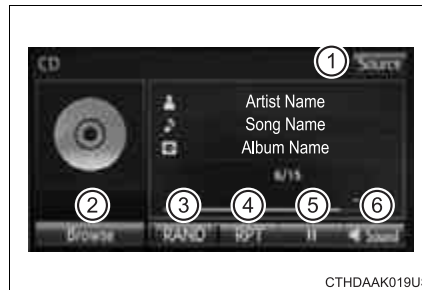 CD
1
Source
Artist Name
Song Name
Album Name
6/15
2
3
4
5
6
Browse
RAND
RPT
Sound
CTHDAAK019US